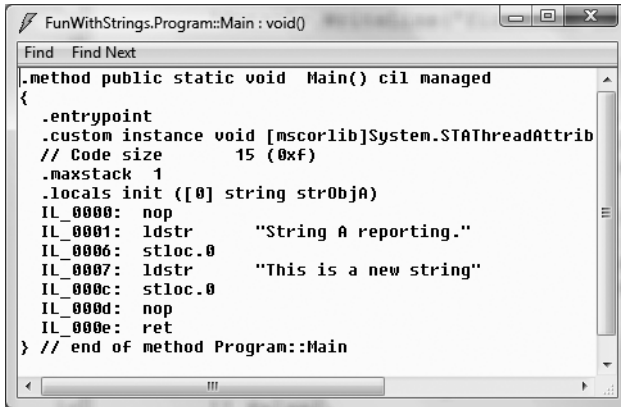 FunWithStrings.Program::Main : void()
Find Find Next
.method public static void  Main() cil managed
{
  .entrypoint
  .custom instance void [mscorlib]System.STAThreadAttrib
  // Code size       15 (0xf)
  .maxstack  1
  .locals init ([0] string strObjA)
  IL_0000:  nop
  IL_0001:  ldstr      "String A reporting."
  IL_0006:  stloc.0
  IL_0007:  ldstr      "This is a new string"
  IL_000c:  stloc.0
  IL_000d:  nop
  IL_000e:  ret
} // end of method Program::Main